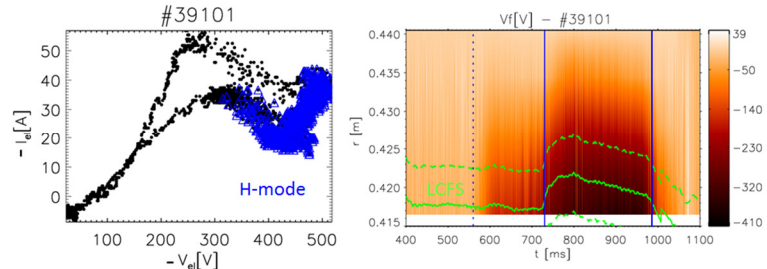 #39101
- I_el[A]
50
40
30
20
10
0
H-mode
100 200 300 400 500
- V_el[V]
Vf[V] - #39101
r [m]
0.440
0.435
0.430
0.425
0.420
0.415
LCFS
400 500 600 700 800 900 1000 1100
t [ms]
39
-50
-140
-230
-320
-410